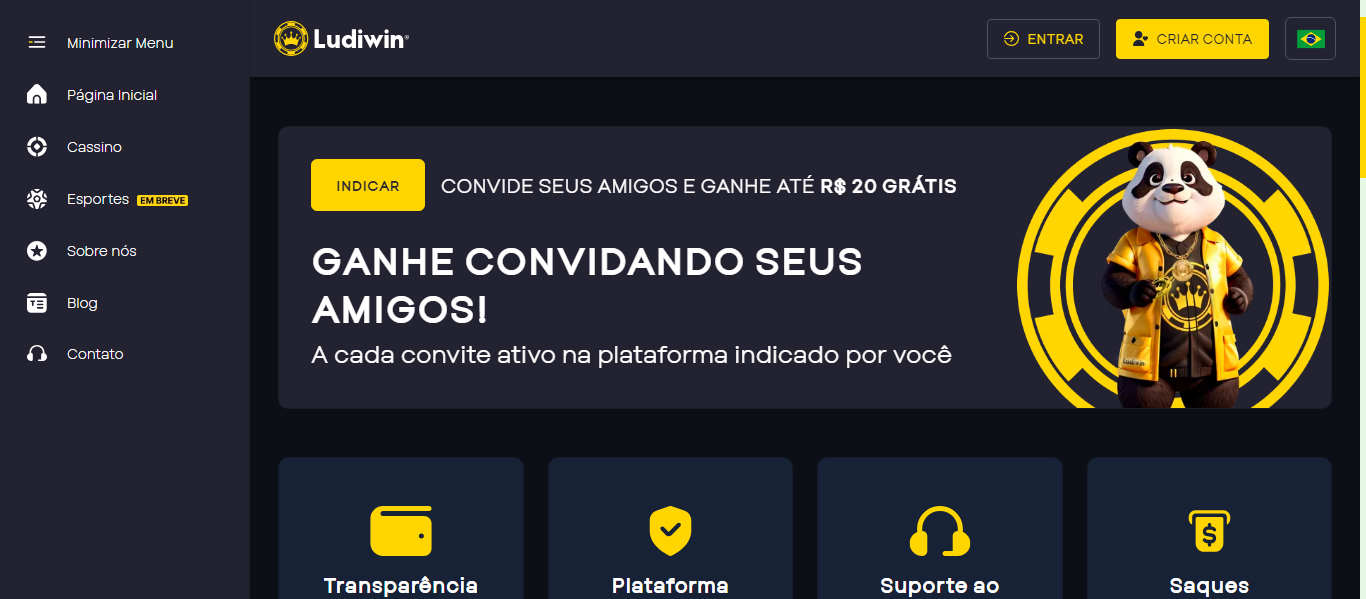 Minimizar Menu
Página Inicial
Cassino
Esportes EM BREVE
Sobre nós
Blog
Contato
Ludiwin®
ENTRAR
CRIAR CONTA
INDICAR
CONVIDE SEUS AMIGOS E GANHE ATÉ R$ 20 GRÁTIS
GANHE CONVIDANDO SEUS
AMIGOS!
A cada convite ativo na plataforma indicado por você
Ludiwin
Transparência
Plataforma
Suporte ao
Saques